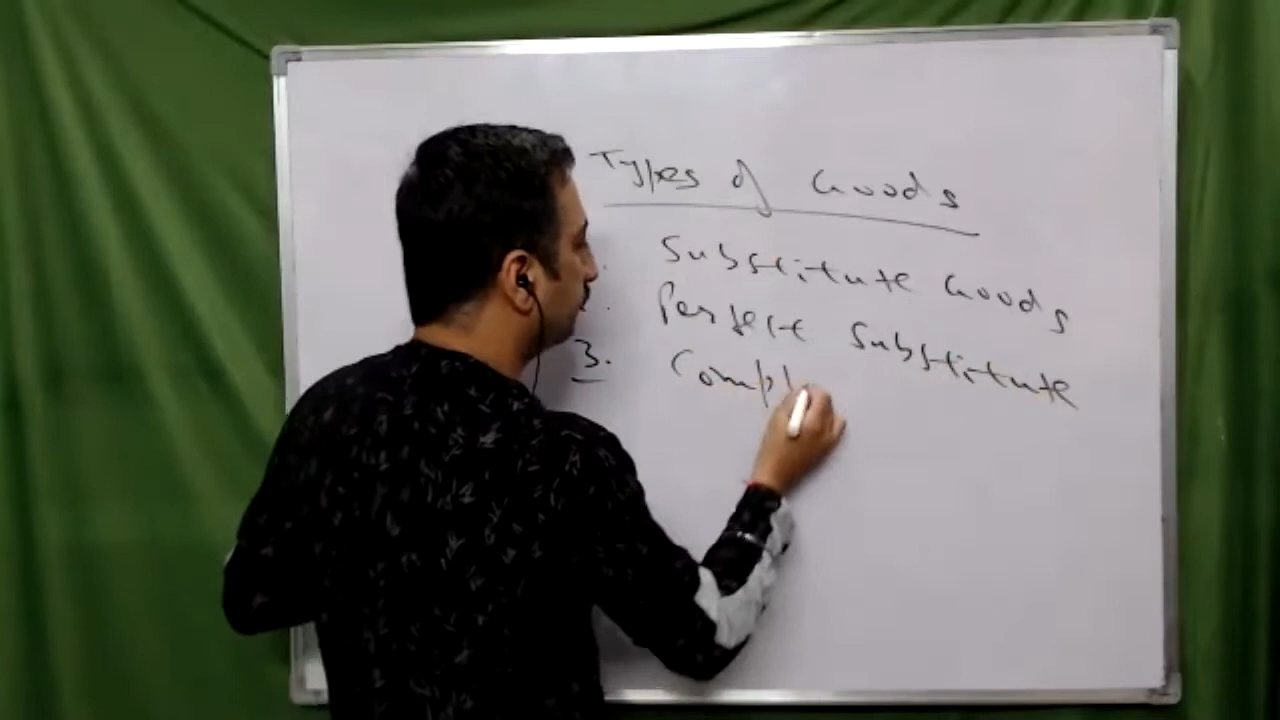 Types of Goods
. Substitute Goods
. Perfect Substitute
3. Compl